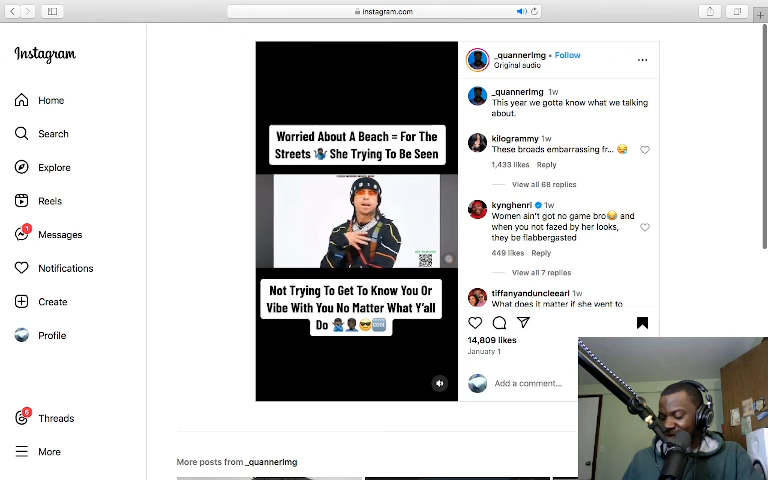 instagram.com
Instagram
Home
Search
Explore
Reels
1
Messages
Notifications
Create
Profile
6
Threads
More
Worried About A Beach = For The
Streets 🤷🏿‍♂️ She Trying To Be Seen
Not Trying To Get To Know You Or
Vibe With You No Matter What Y'all
Do 🤷🏿‍♂️🤦🏿‍♂️😎🆒
_quannerlmg • Follow
Original audio
_quannerlmg 1w
This year we gotta know what we talking
about.
kilogrammy 1w
These broads embarrassing fr... 😪
1,433 likes Reply
View all 68 replies
kynghenri 1w
Women ain't got no game bro😂 and
when you not fazed by her looks,
they be flabbergasted
449 likes Reply
View all 7 replies
tiffanyanduncleearl 1w
What does it matter if she went to
14,809 likes
January 1
Add a comment...
More posts from _quannerlmg